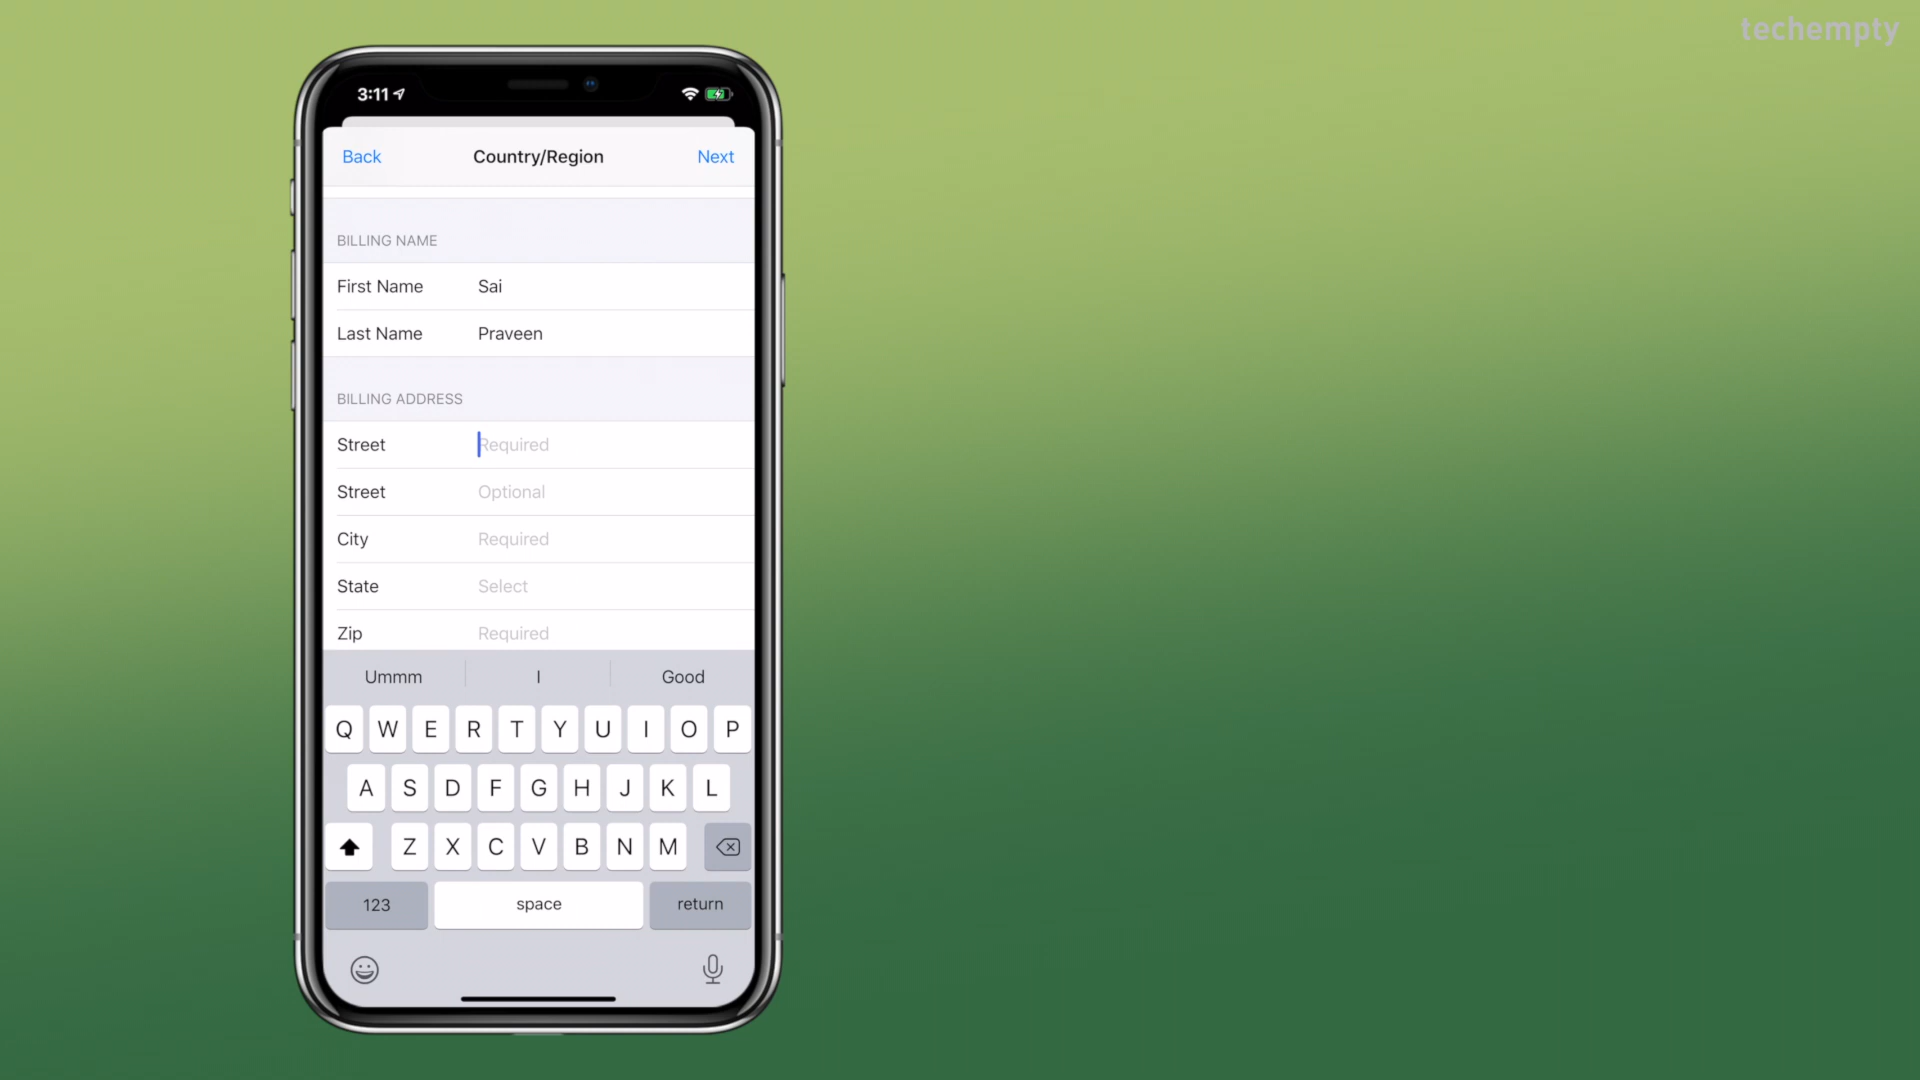 techempty
3:11
Back Country/Region Next
BILLING NAME
First Name Sai
Last Name Praveen
BILLING ADDRESS
Street Required
Street Optional
City Required
State Select
Zip Required
Ummm I Good
Q W E R T Y U I O P
A S D F G H J K L
Z X C V B N M
123 space return